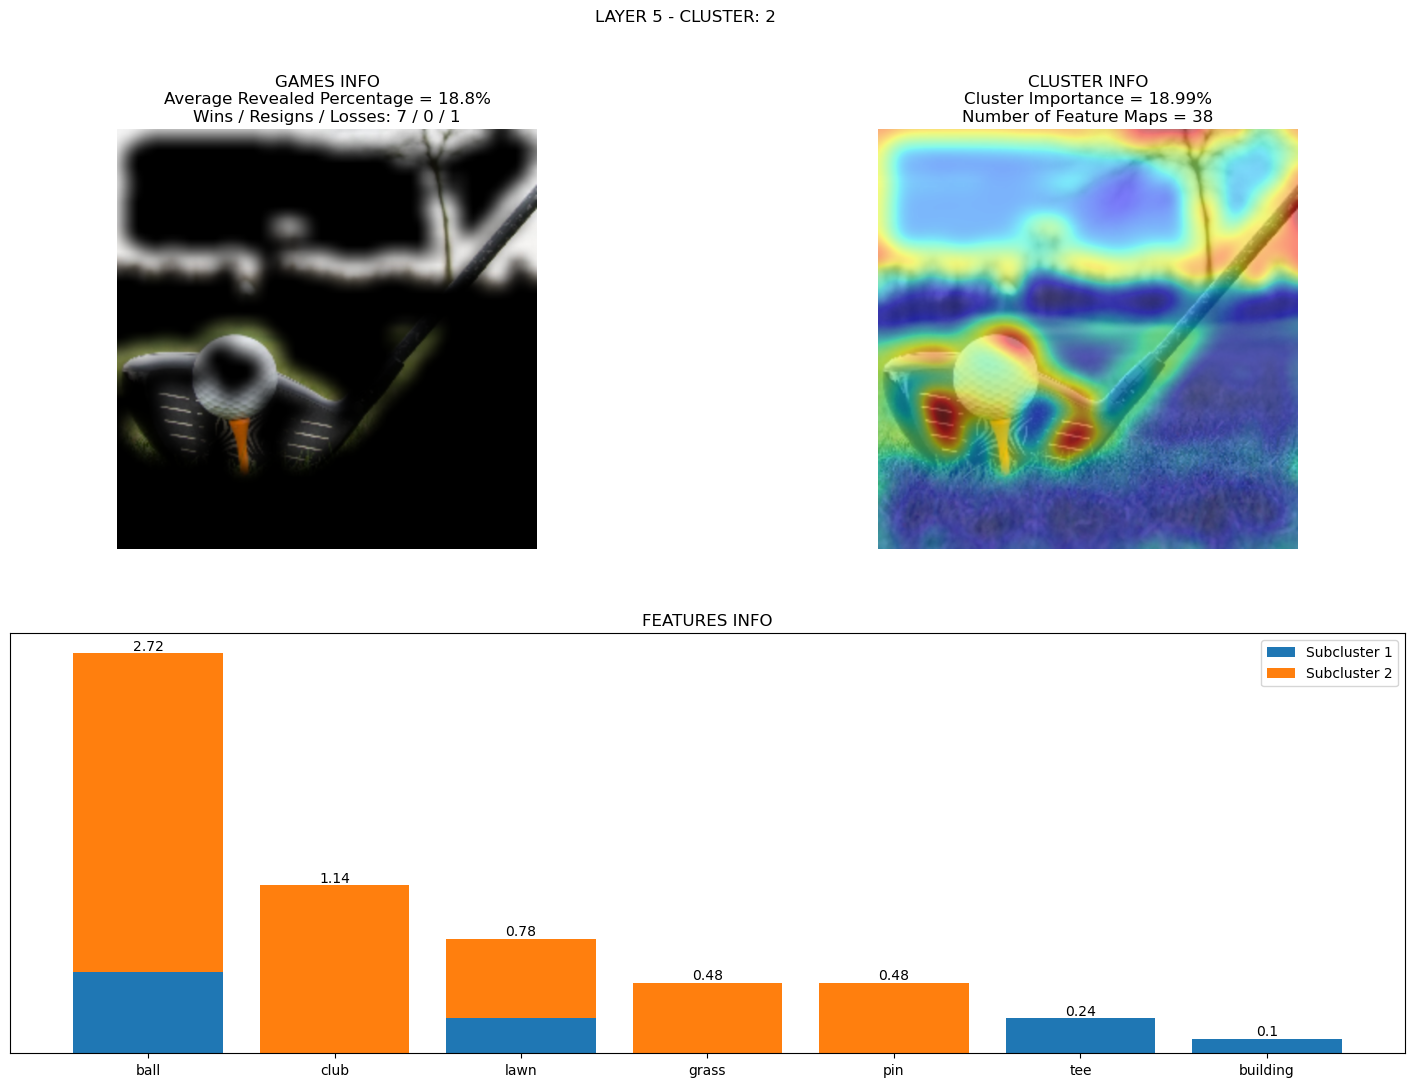 LAYER 5 - CLUSTER: 2
GAMES INFO
Average Revealed Percentage = 18.8%
Wins / Resigns / Losses: 7 / 0 / 1
CLUSTER INFO
Cluster Importance = 18.99%
Number of Feature Maps = 38
FEATURES INFO
Subcluster 1
Subcluster 2
2.72
1.14
0.78
0.48
0.48
0.24
0.1
ball
club
lawn
grass
pin
tee
building